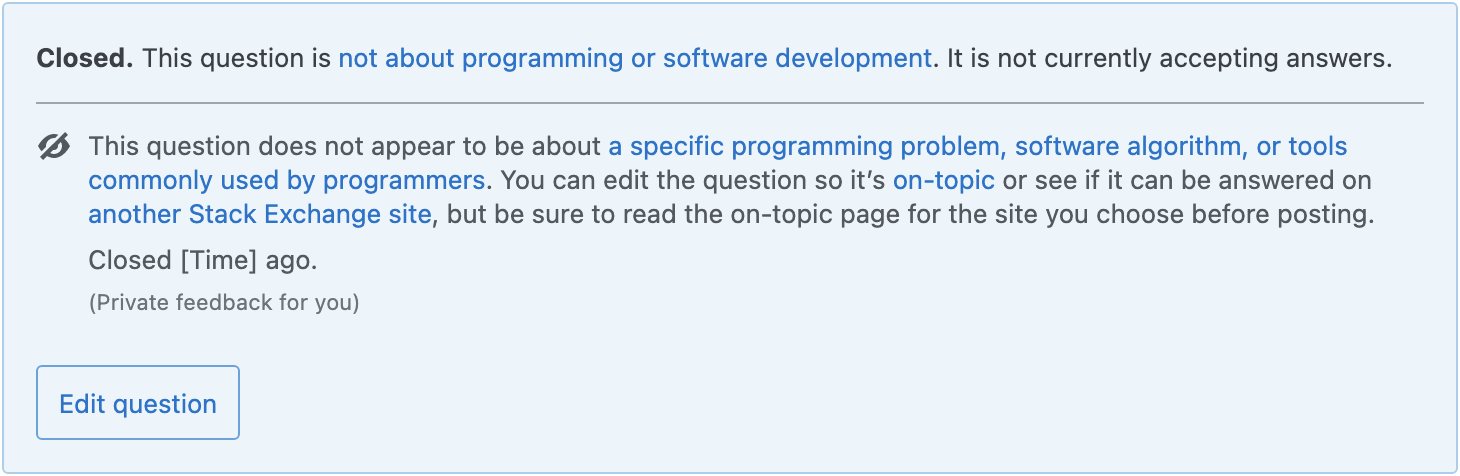 Closed. This question is not about programming or software development. It is not currently accepting answers.
This question does not appear to be about a specific programming problem, software algorithm, or tools
commonly used by programmers. You can edit the question so it’s on-topic or see if it can be answered on
another Stack Exchange site, but be sure to read the on-topic page for the site you choose before posting.
Closed [Time] ago.
(Private feedback for you)
Edit question